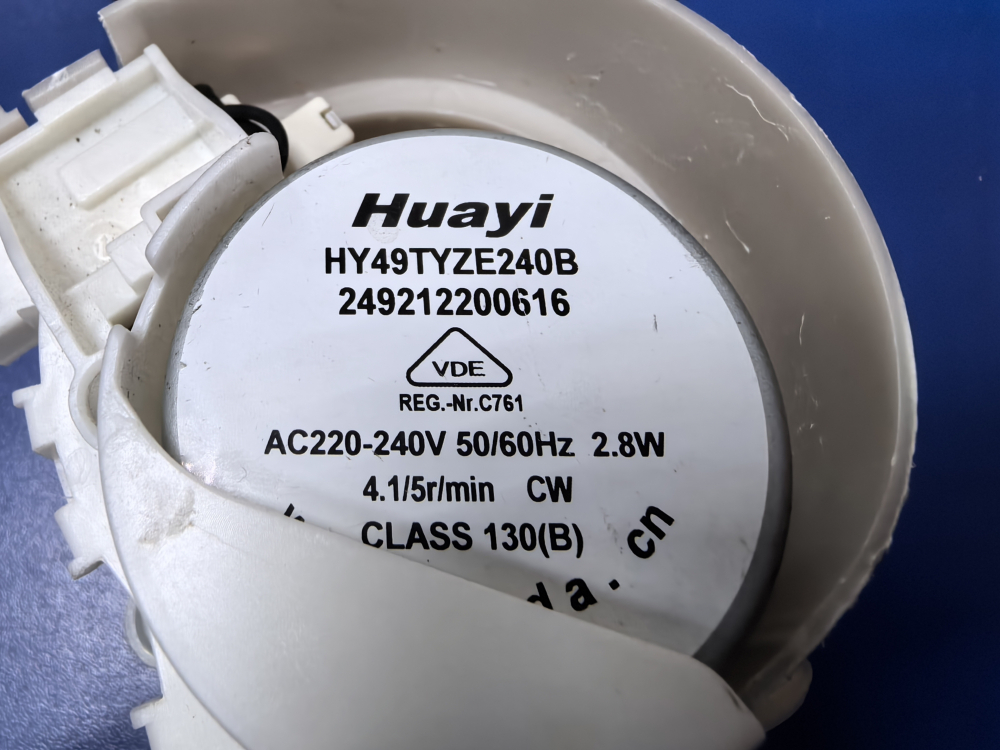 Huayi
HY49TYZE240B
249212200616
VDE
REG.-Nr.C761
AC220-240V 50/60Hz 2.8W
4.1/5r/min CW
CLASS 130(B)
da.cn